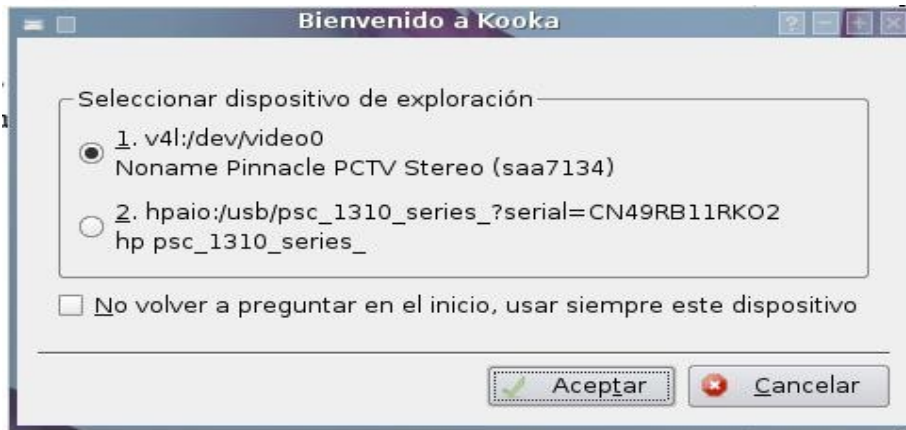 Bienvenido a Kooka
Seleccionar dispositivo de exploración
1. v4l:/dev/video0
Noname Pinnacle PCTV Stereo (saa7134)
2. hpaio:/usb/psc_1310_series_?serial=CN49RB11RKO2
hp psc_1310_series_
No volver a preguntar en el inicio, usar siempre este dispositivo
Aceptar
Cancelar